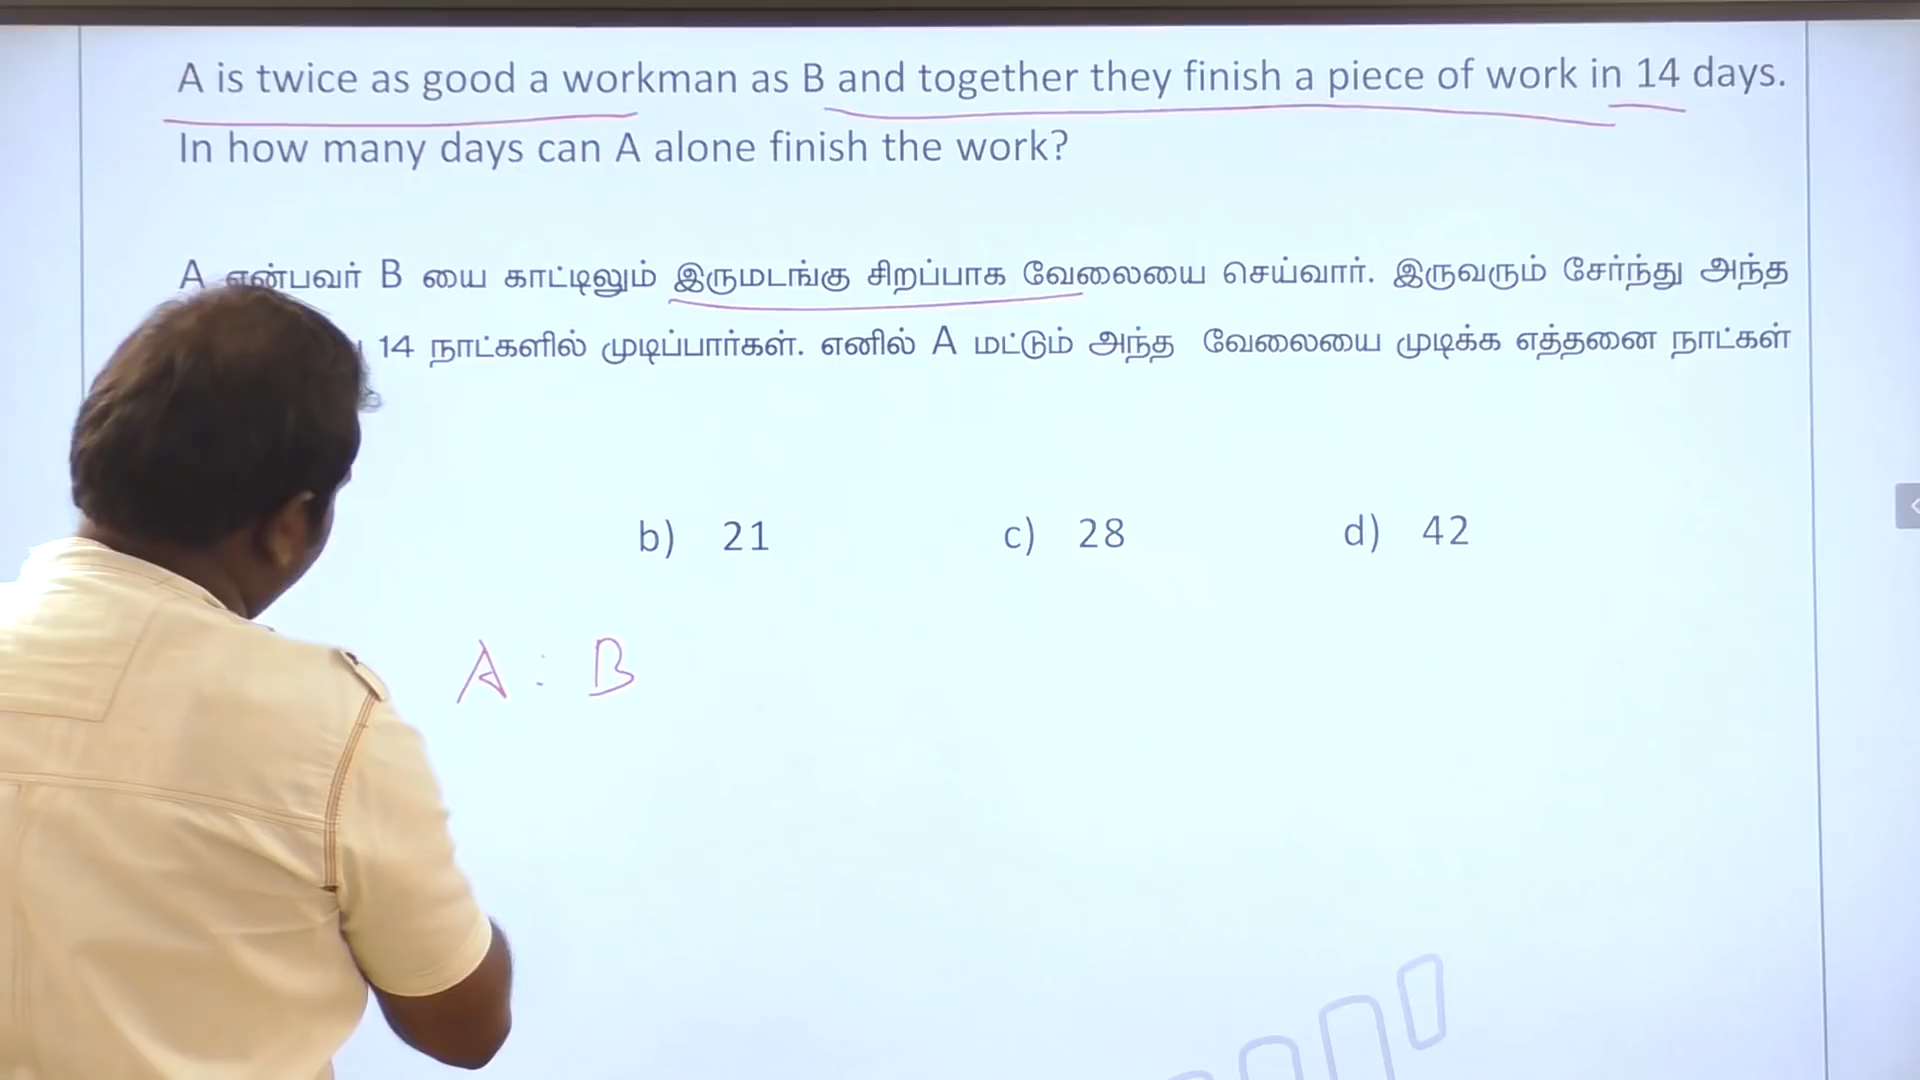 A is twice as good a workman as B and together they finish a piece of work in 14 days.
In how many days can A alone finish the work?
A என்பவர் B யை காட்டிலும் இருமடங்கு சிறப்பாக வேலையை செய்வார். இருவரும் சேர்ந்து அந்த
14 நாட்களில் முடிப்பார்கள். எனில் A மட்டும் அந்த வேலையை முடிக்க எத்தனை நாட்கள்
b) 21 c) 28 d) 42
A : B